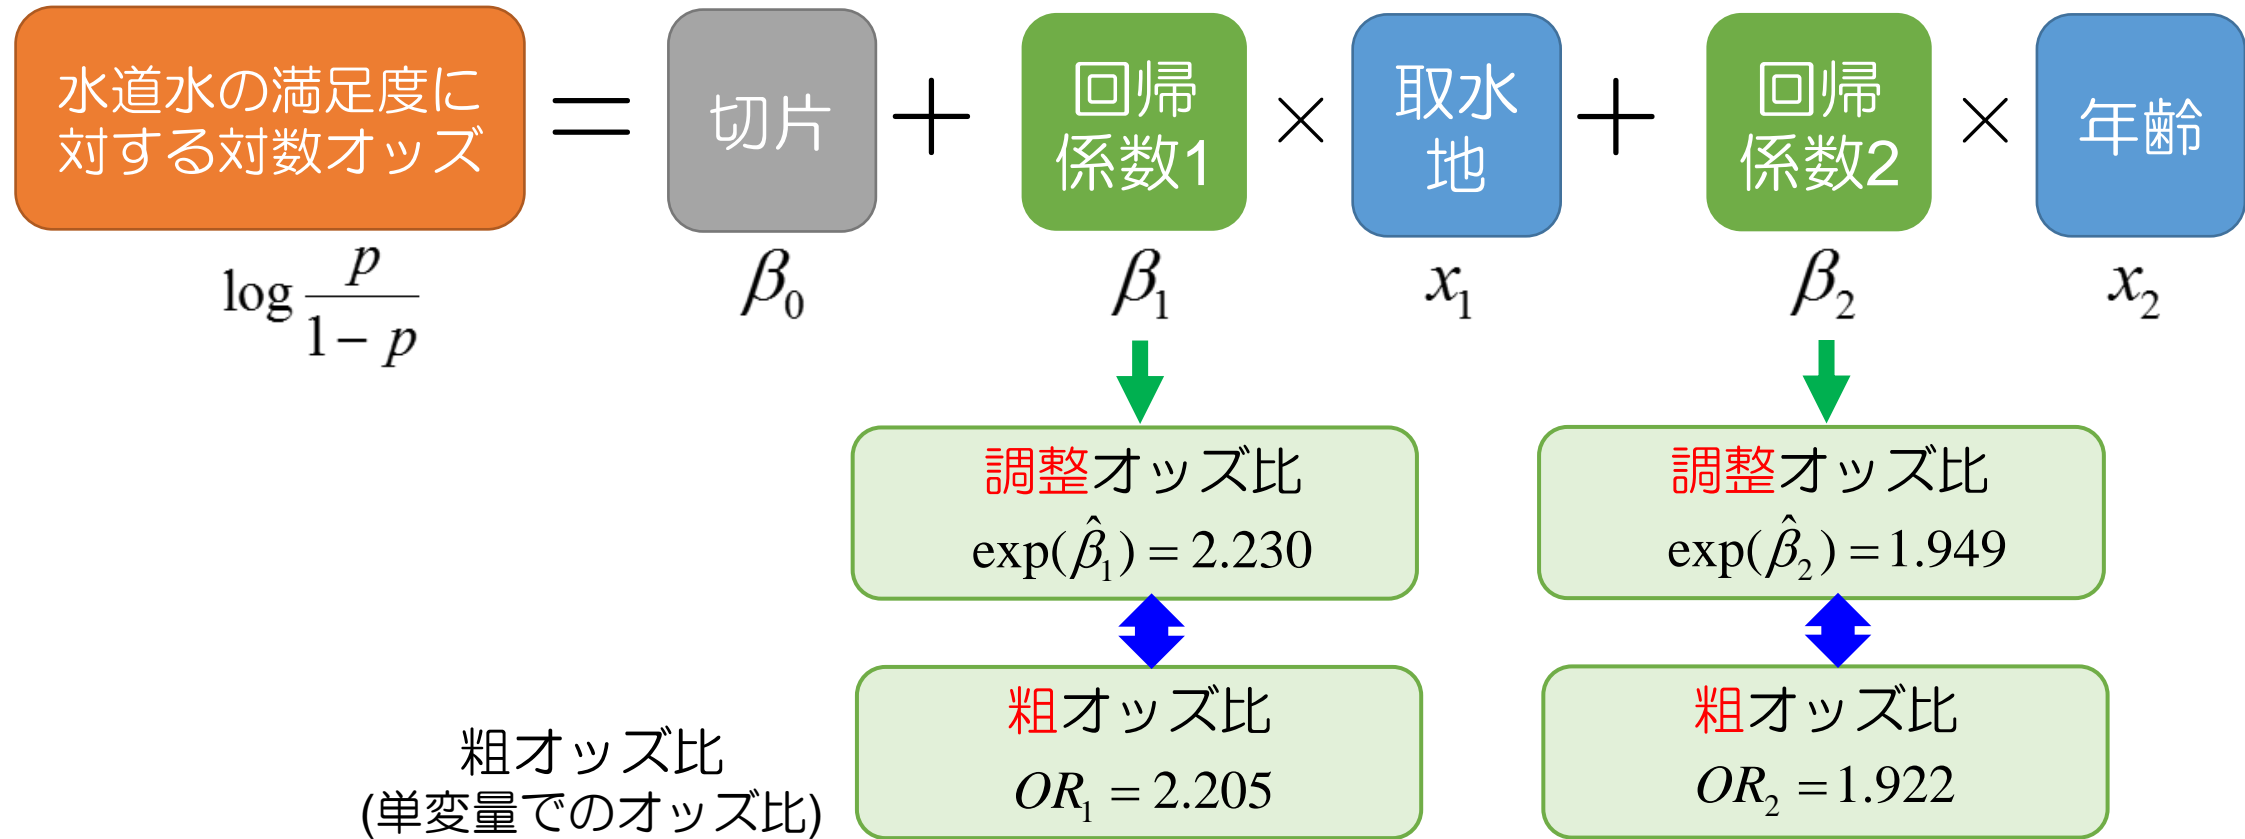 水道水の満足度に
対する対数オッズ
=
切片
+
回帰
係数1
×
取水
地
+
回帰
係数2
×
年齢
log p/(1−p)
β₀
β₁
x₁
β₂
x₂
調整オッズ比
exp(β̂₁) = 2.230
調整オッズ比
exp(β̂₂) = 1.949
粗オッズ比
(単変量でのオッズ比)
粗オッズ比
OR₁ = 2.205
粗オッズ比
OR₂ = 1.922